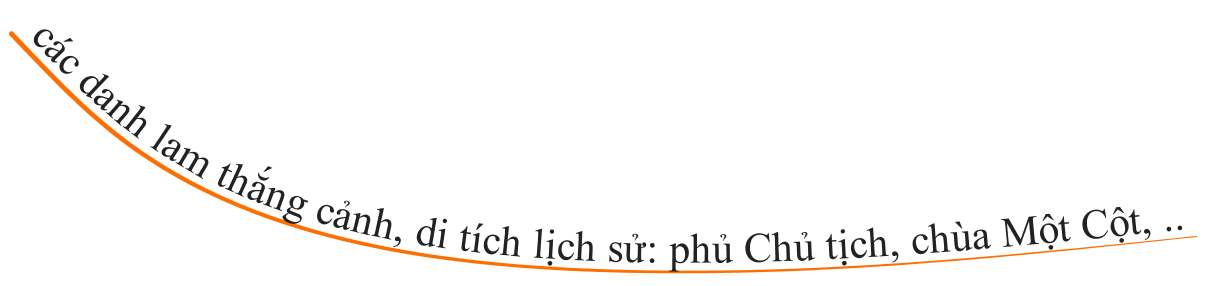 các danh lam thắng cảnh, di tích lịch sử: phủ Chủ tịch, chùa Một Cột, ..